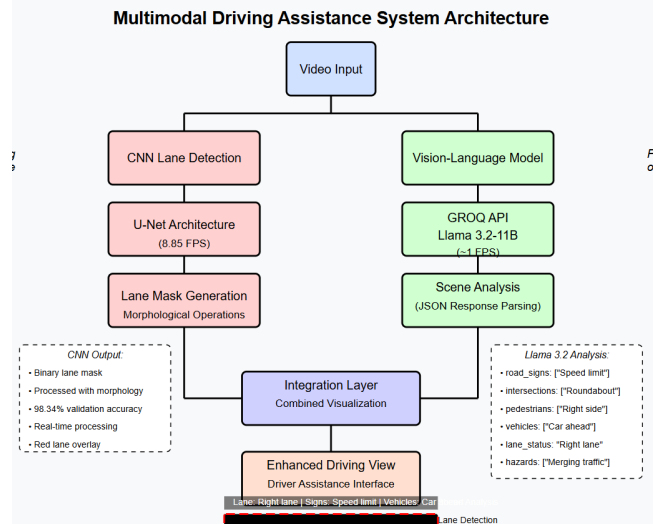 Multimodal Driving Assistance System Architecture
Video Input
CNN Lane Detection
Vision-Language Model
U-Net Architecture
(8.85 FPS)
GROQ API
Llama 3.2-11B
(~1 FPS)
Lane Mask Generation
Morphological Operations
Scene Analysis
(JSON Response Parsing)
CNN Output:
• Binary lane mask
• Processed with morphology
• 98.34% validation accuracy
• Real-time processing
• Red lane overlay
Llama 3.2 Analysis:
• road_signs: ["Speed limit"]
• intersections: ["Roundabout"]
• pedestrians: ["Right side"]
• vehicles: ["Car ahead"]
• lane_status: "Right lane"
• hazards: ["Merging traffic"]
Integration Layer
Combined Visualization
Enhanced Driving View
Driver Assistance Interface
Lane: Right lane | Signs: Speed limit | Vehicles: Car
Lane Detection